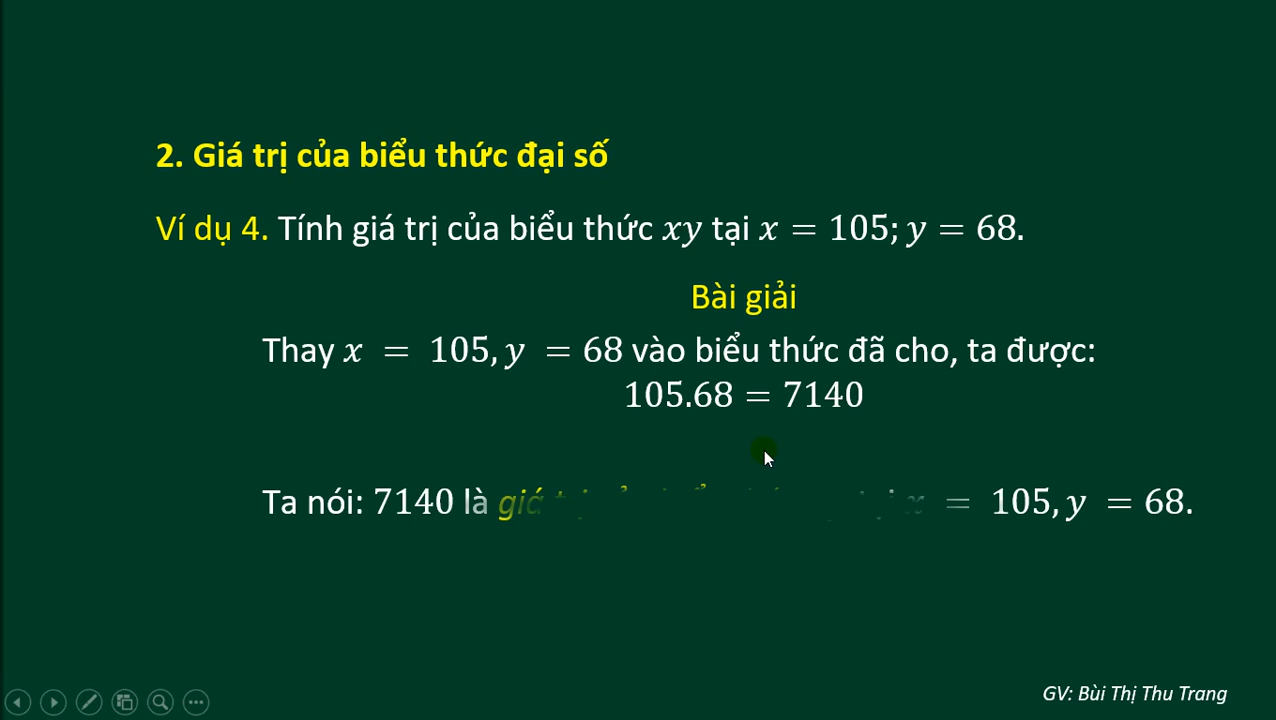 2. Giá trị của biểu thức đại số
Ví dụ 4. Tính giá trị của biểu thức xy tại x = 105; y = 68.
Bài giải
Thay x = 105, y = 68 vào biểu thức đã cho, ta được:
105.68 = 7140
Ta nói: 7140 là giá x = 105, y = 68.
GV: Bùi Thị Thu Trang